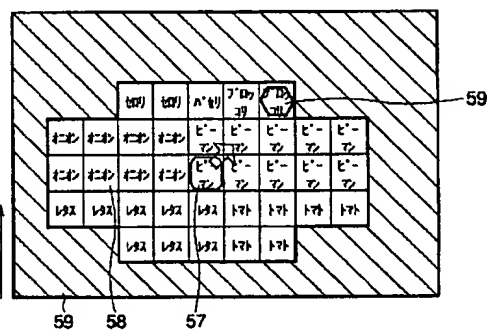 セロリ セロリ パセリ ブロッコリ ブロッコリ 59
オニオン オニオン オニオン オニオン ピーマン ピーマン ピーマン ピーマン ピーマン
オニオン オニオン オニオン オニオン ピーマン ピーマン ピーマン ピーマン ピーマン
レタス レタス レタス レタス レタス トマト トマト トマト トマト
レタス レタス レタス トマト トマト
59 58 57